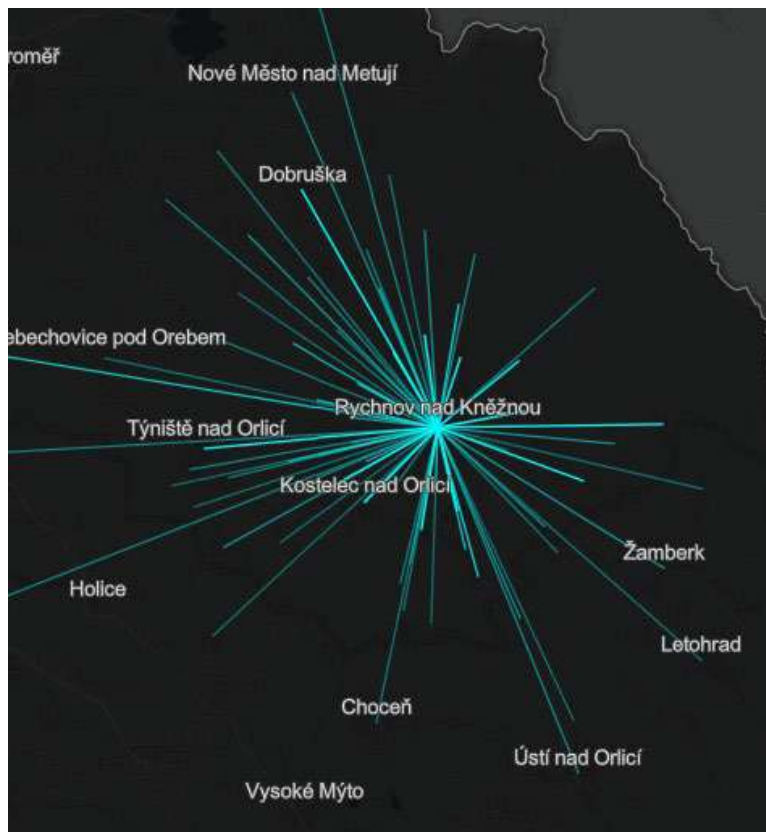 roměř
Nové Město nad Metují
Dobruška
ebechovice pod Orebem
Rychnov nad Kněžnou
Týniště nad Orlicí
Kostelec nad Orlicí
Žamberk
Holice
Letohrad
Choceň
Ústí nad Orlicí
Vysoké Mýto